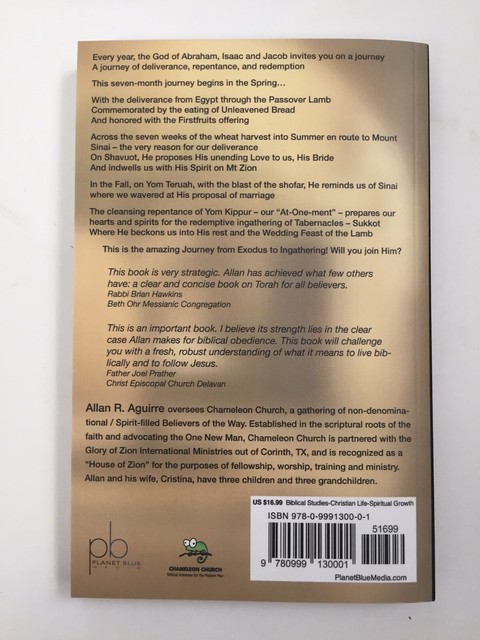 Every year, the God of Abraham, Isaac and Jacob invites you on a journey
A journey of deliverance, repentance, and redemption
This seven-month journey begins in the Spring…
With the deliverance from Egypt through the Passover Lamb
Commemorated by the eating of Unleavened Bread
And honored with the Firstfruits offering
Across the seven weeks of the wheat harvest into Summer en route to Mount
Sinai – the very reason for our deliverance
On Shavuot, He proposes His unending Love to us, His Bride
And indwells us with His Spirit on Mt Zion
In the Fall, on Yom Teruah, with the blast of the shofar, He reminds us of Sinai
where we wavered at His proposal of marriage
The cleansing repentance of Yom Kippur – our “At-One-ment” – prepares our
hearts and spirits for the redemptive ingathering of Tabernacles – Sukkot
Where He beckons us into His rest and the Wedding Feast of the Lamb
This is the amazing Journey from Exodus to Ingathering! Will you join Him?
This book is very strategic. Allan has achieved what few others
have: a clear and concise book on Torah for all believers.
Rabbi Brian Hawkins
Beth Ohr Messianic Congregation
This is an important book. I believe its strength lies in the clear
case Allan makes for biblical obedience. This book will challenge
you with a fresh, robust understanding of what it means to live bib-
lically and to follow Jesus.
Father Joel Prather
Christ Episcopal Church Delavan
Allan R. Aguirre oversees Chameleon Church, a gathering of non-denomina-
tional / Spirit-filled Believers of the Way. Established in the scriptural roots of the
faith and advocating the One New Man, Chameleon Church is partnered with the
Glory of Zion International Ministries out of Corinth, TX, and is recognized as a
“House of Zion” for the purposes of fellowship, worship, training and ministry.
Allan and his wife, Cristina, have three children and three grandchildren.
US $16.99 Biblical Studies-Christian Life-Spiritual Growth
ISBN 978-0-9991300-0-1
51699
9 780999 130001
PlanetBlueMedia.com
pb
PLANET BLUE
MEDIA
CHAMELEON CHURCH